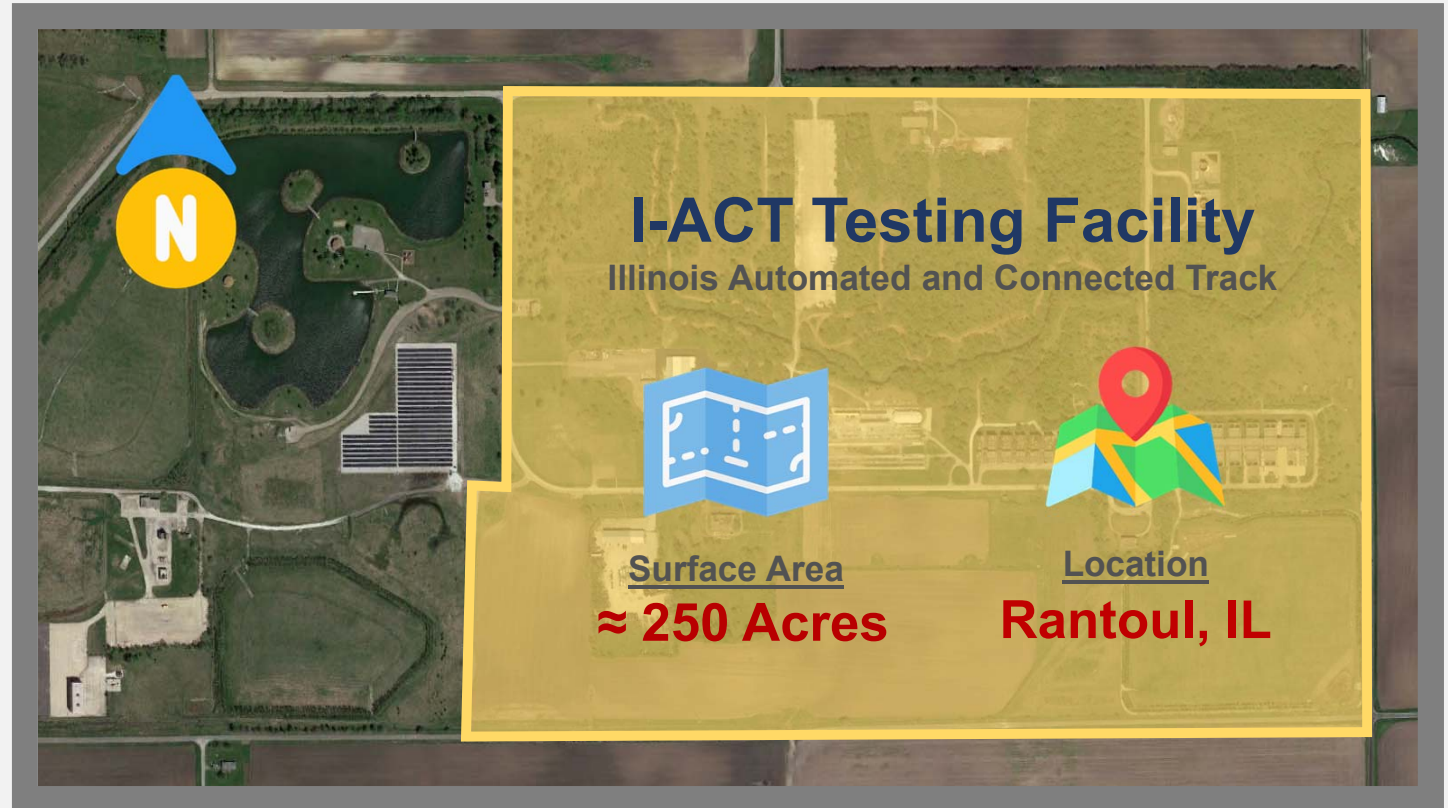 N
I-ACT Testing Facility
Illinois Automated and Connected Track
Surface Area
≈ 250 Acres
Location
Rantoul, IL